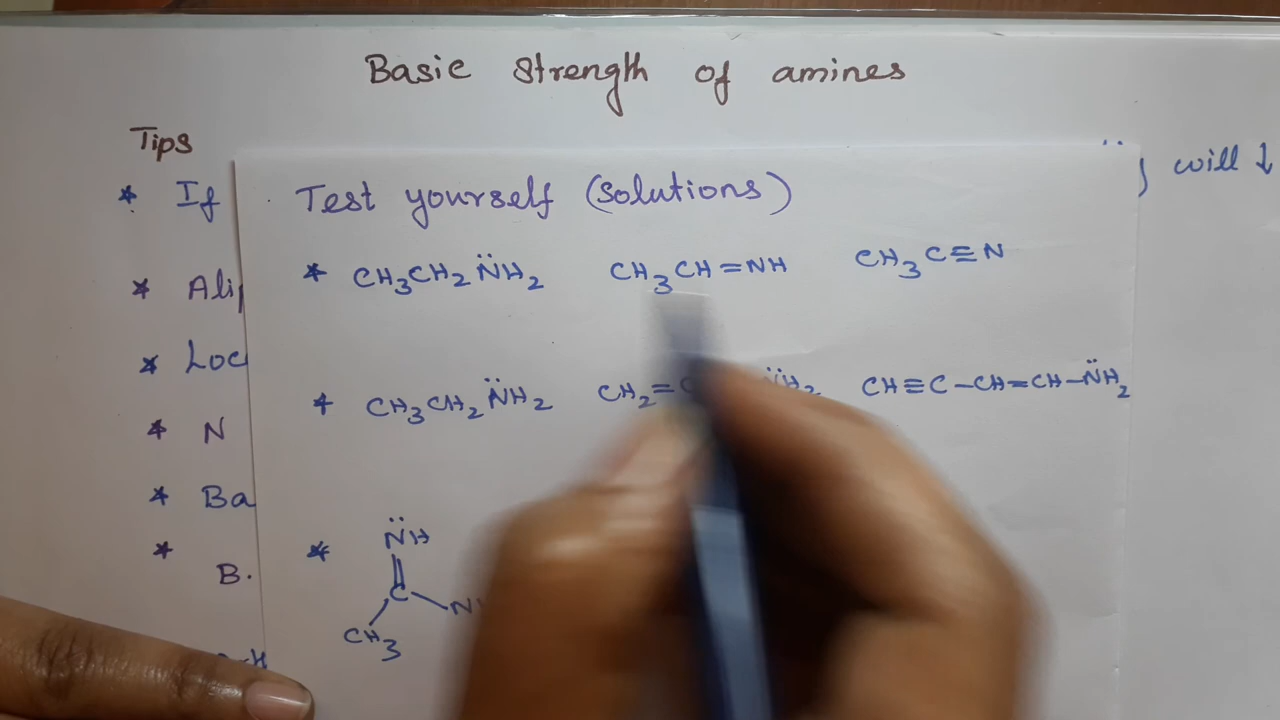 Basic strength of amines
Tips
* If
will ↓
Test yourself (solutions)
* CH3CH2N̈H2 CH3CH=NH CH3C≡N
*
* CH3CH2N̈H2 CH2= N̈H2 CH≡C–CH=CH–N̈H2
* Loc
* N
* Ba
* N̈H
*
C
B.
CH3